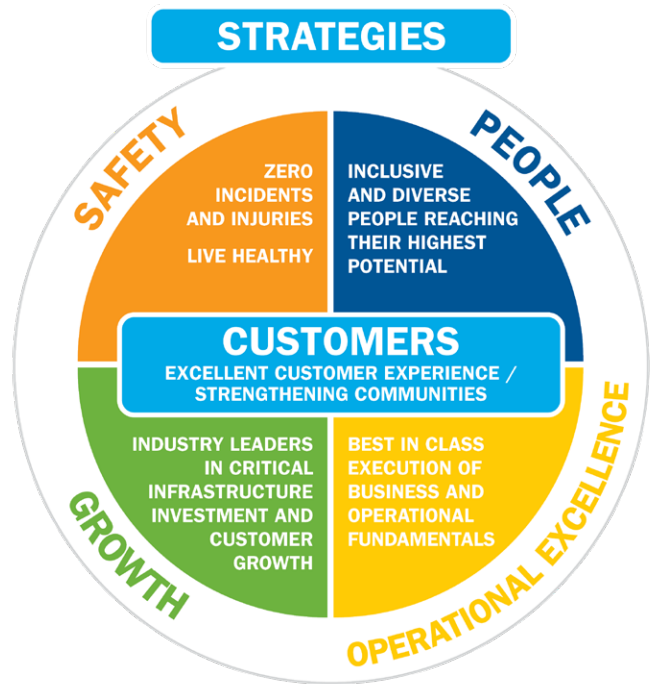 STRATEGIES
SAFETY
ZERO
INCIDENTS
AND INJURIES
LIVE HEALTHY
PEOPLE
INCLUSIVE
AND DIVERSE
PEOPLE REACHING
THEIR HIGHEST
POTENTIAL
CUSTOMERS
EXCELLENT CUSTOMER EXPERIENCE /
STRENGTHENING COMMUNITIES
GROWTH
INDUSTRY LEADERS
IN CRITICAL
INFRASTRUCTURE
INVESTMENT AND
CUSTOMER
GROWTH
BEST IN CLASS
EXECUTION OF
BUSINESS AND
OPERATIONAL
FUNDAMENTALS
OPERATIONAL EXCELLENCE